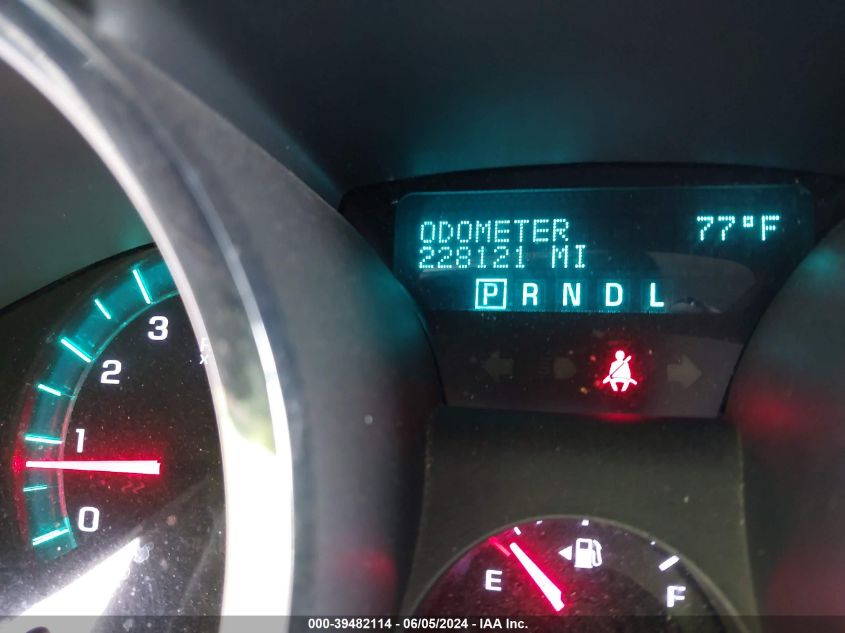 ODOMETER 77°F
228121 MI
P R N D L
3
2
1
0
E F
000-39482114 - 06/05/2024 - IAA Inc.